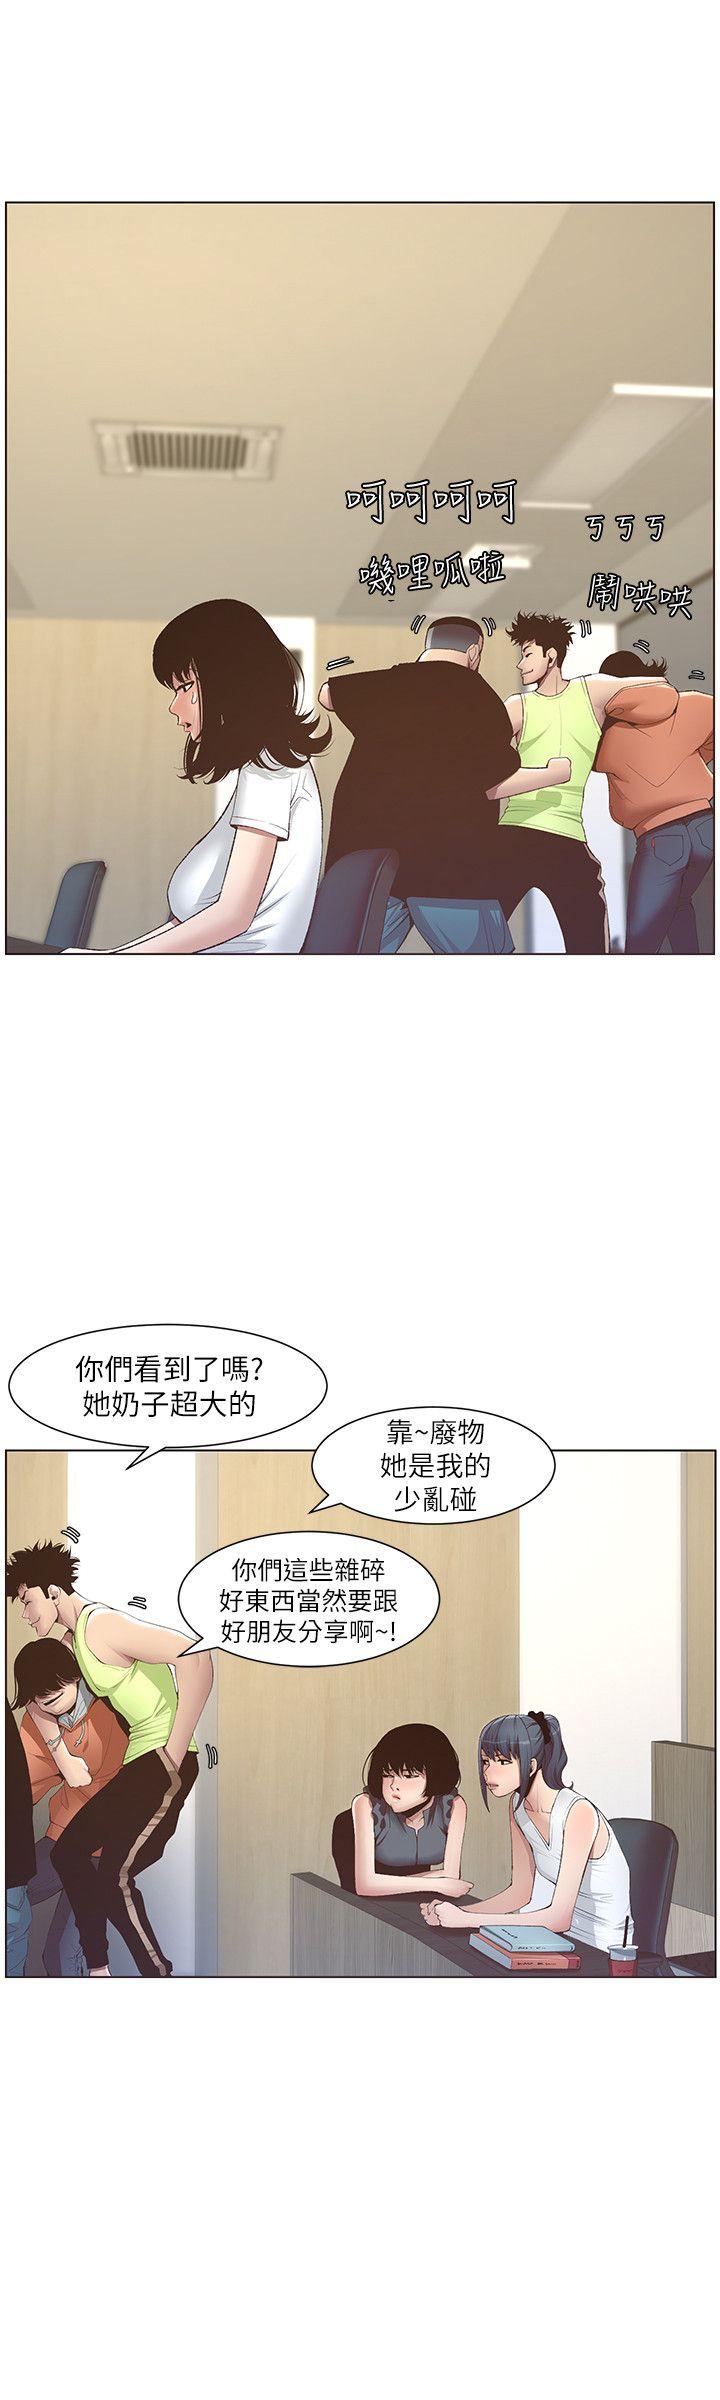 呵呵呵呵
嘰哩呱啦
ㄎㄎㄎ
鬧哄哄
你們看到了嗎?
她奶子超大的
靠~廢物
她是我的
少亂碰
你們這些雜碎
好東西當然要跟
好朋友分享啊~!